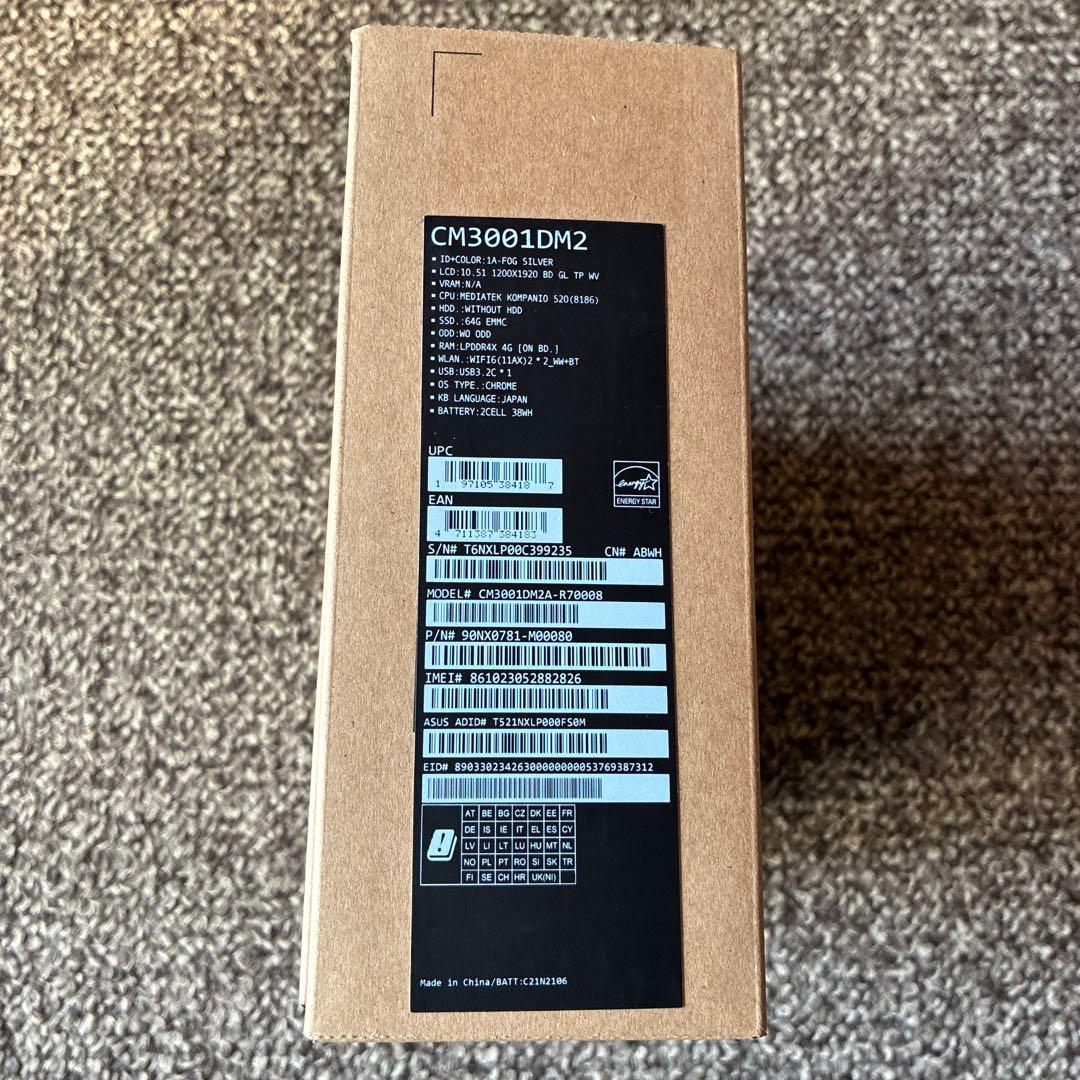 CM3001DM2
▪ ID+COLOR:1A-FOG SILVER
▪ LCD:10.51 1200X1920 BD GL TP WV
▪ VRAM:N/A
▪ CPU:MEDIATEK KOMPANIO 520(8186)
▪ HDD.:WITHOUT HDD
▪ SSD.:64G EMMC
▪ ODD:WO ODD
▪ RAM:LPDDR4X 4G [ON BD.]
▪ WLAN.:WIFI6(11AX)2*2_WW+BT
▪ USB:USB3.2C*1
▪ OS TYPE.:CHROME
▪ KB LANGUAGE:JAPAN
▪ BATTERY:2CELL 38WH
UPC
1 97105 38418 7
energy
ENERGY STAR
EAN
4 711387 384183
S/N# T6NXLP00C399235 CN# ABWH
MODEL# CM3001DM2A-R70008
P/N# 90NX0781-M00080
IMEI# 861023052882826
ASUS ADID# T521NXLP000FS0M
EID# 89033023426300000000053769387312
AT BE BG CZ DK EE FR
DE IS IE IT EL ES CY
LV LI LT LU HU MT NL
NO PL PT RO SI SK TR
FI SE CH HR UK(NI)
Made in China/BATT:C21N2106